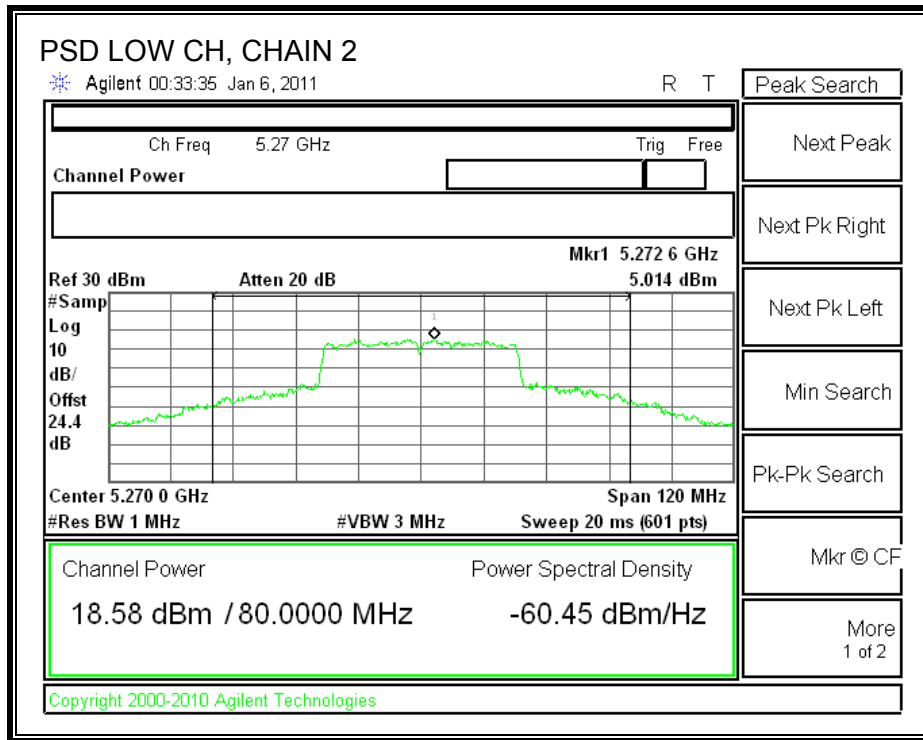 PSD LOW CH, CHAIN 2
Agilent 00:33:35 Jan 6, 2011 R T
Peak Search
Ch Freq 5.27 GHz Trig Free
Channel Power
Next Peak
Next Pk Right
Mkr1 5.272 6 GHz
Ref 30 dBm Atten 20 dB 5.014 dBm
#Samp
Log
10
dB/
Offst
24.4
dB
1
Next Pk Left
Min Search
Pk-Pk Search
Center 5.270 0 GHz Span 120 MHz
#Res BW 1 MHz #VBW 3 MHz Sweep 20 ms (601 pts)
Channel Power Power Spectral Density
18.58 dBm / 80.0000 MHz -60.45 dBm/Hz
Mkr © CF
More
1 of 2
Copyright 2000-2010 Agilent Technologies